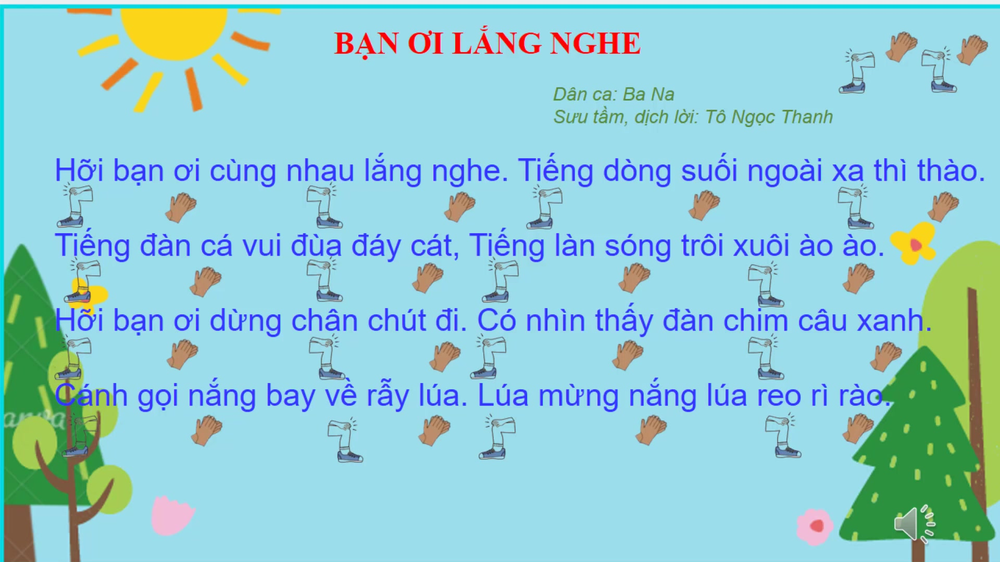 BẠN ƠI LẮNG NGHE
Dân ca: Ba Na
Sưu tầm, dịch lời: Tô Ngọc Thanh
Hỡi bạn ơi cùng nhau lắng nghe. Tiếng dòng suối ngoài xa thì thào.
Tiếng đàn cá vui đùa đáy cát, Tiếng làn sóng trôi xuôi ào ào.
Hỡi bạn ơi dừng chân chút đi. Có nhìn thấy đàn chim câu xanh.
Cánh gọi nắng bay về rẫy lúa. Lúa mừng nắng lúa reo rì rào.